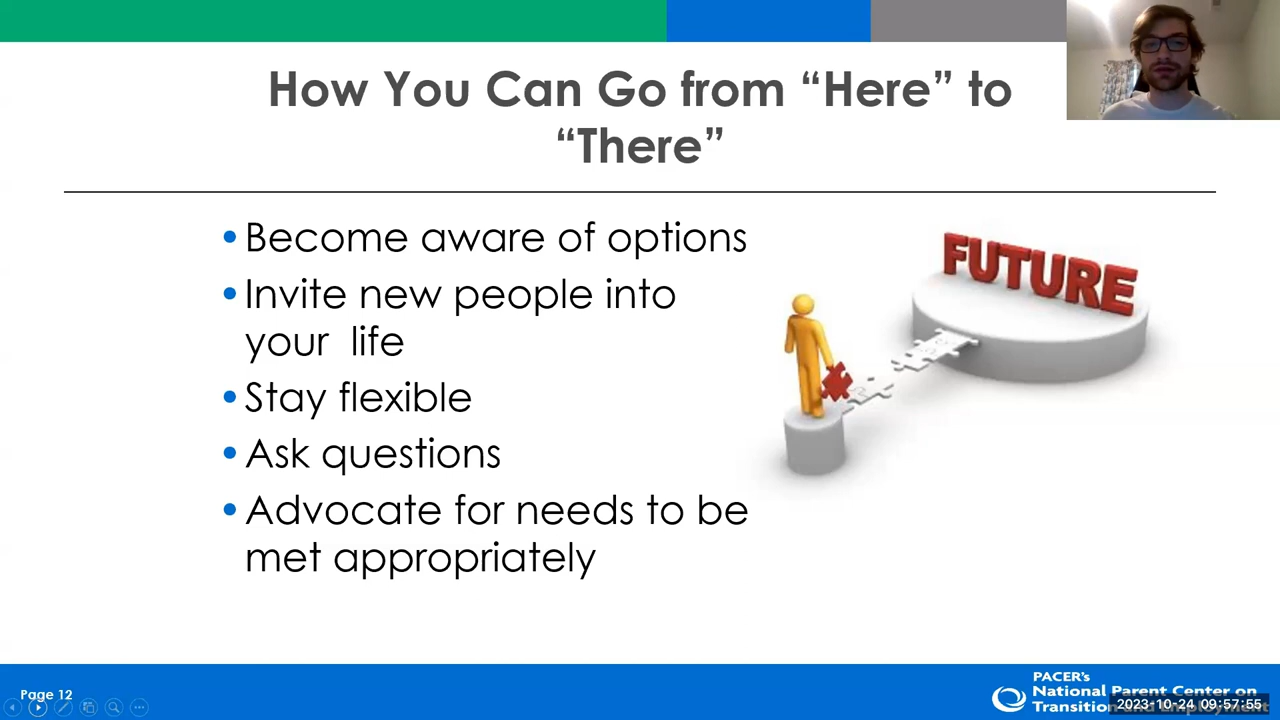 How You Can Go from “Here” to
“There”
•Become aware of options
•Invite new people into
your life
•Stay flexible
•Ask questions
•Advocate for needs to be
met appropriately
FUTURE
Page 12
PACER's
National Parent Center on
Transition and Employment
2023-10-24 09:57:55